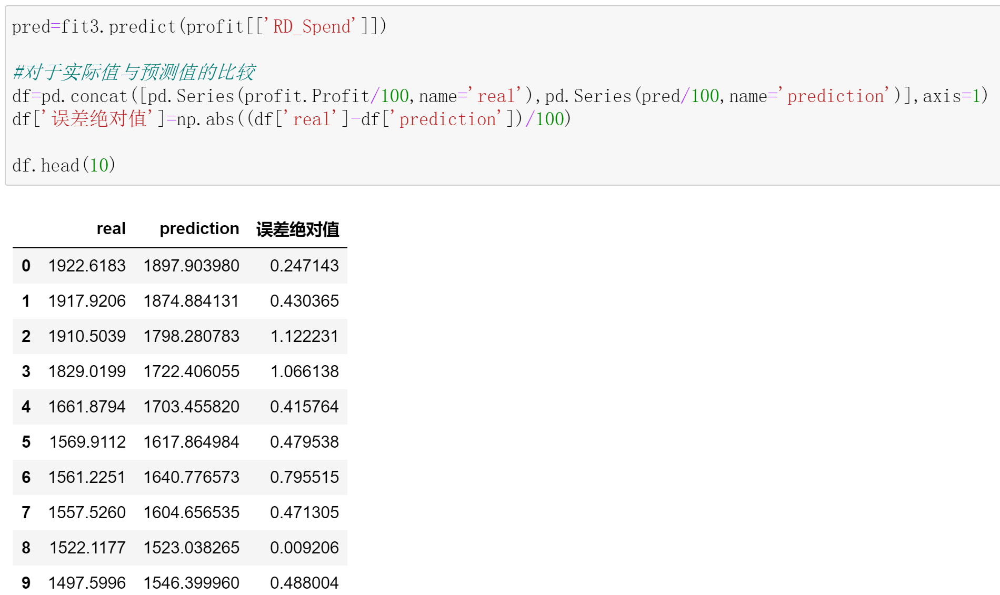 pred=fit3.predict(profit[['RD_Spend']])
#对于实际值与预测值的比较
df=pd.concat([pd.Series(profit.Profit/100,name='real'),pd.Series(pred/100,name='prediction')],axis=1)
df['误差绝对值']=np.abs((df['real']-df['prediction'])/100)
df.head(10)
real prediction 误差绝对值
0 1922.6183 1897.903980 0.247143
1 1917.9206 1874.884131 0.430365
2 1910.5039 1798.280783 1.122231
3 1829.0199 1722.406055 1.066138
4 1661.8794 1703.455820 0.415764
5 1569.9112 1617.864984 0.479538
6 1561.2251 1640.776573 0.795515
7 1557.5260 1604.656535 0.471305
8 1522.1177 1523.038265 0.009206
9 1497.5996 1546.399960 0.488004